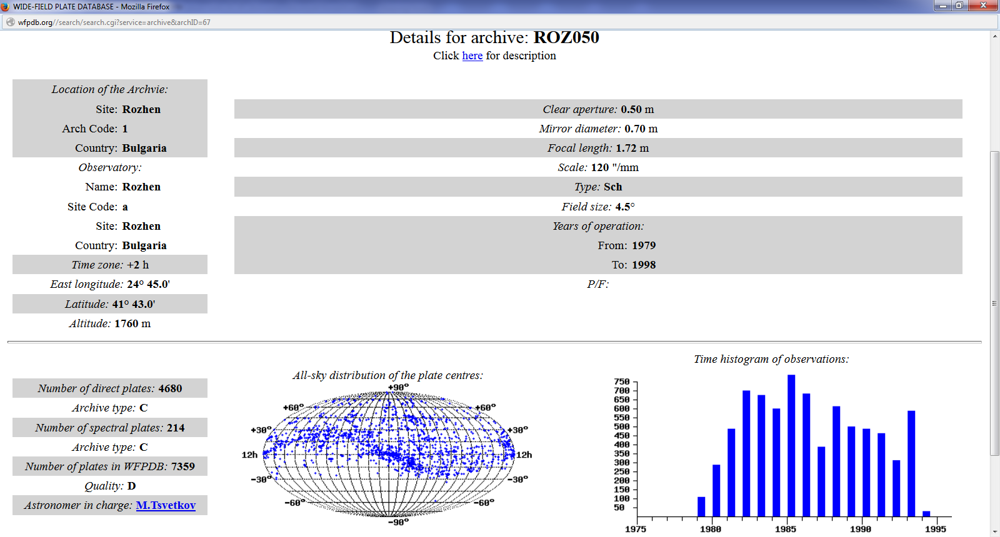 WIDE-FIELD PLATE DATABASE - Mozilla Firefox
wfpdb.org//search/search.cgi?service=archive&archID=67
Details for archive: ROZ050
Click here for description
Location of the Archvie:
Site: Rozhen
Arch Code: 1
Country: Bulgaria
Observatory:
Name: Rozhen
Site Code: a
Site: Rozhen
Country: Bulgaria
Time zone: +2 h
East longitude: 24° 45.0'
Latitude: 41° 43.0'
Altitude: 1760 m
Clear aperture: 0.50 m
Mirror diameter: 0.70 m
Focal length: 1.72 m
Scale: 120 "/mm
Type: Sch
Field size: 4.5°
Years of operation:
From: 1979
To: 1998
P/F:
Number of direct plates: 4680
Archive type: C
Number of spectral plates: 214
Archive type: C
Number of plates in WFPDB: 7359
Quality: D
Astronomer in charge: M.Tsvetkov
All-sky distribution of the plate centres:
+90°
+60° +60°
+30° +30°
12h 12h
-30° -30°
-60° -60°
-90°
Time histogram of observations:
750
700
650
600
550
500
450
400
350
300
250
200
150
100
50
1975 1980 1985 1990 1995